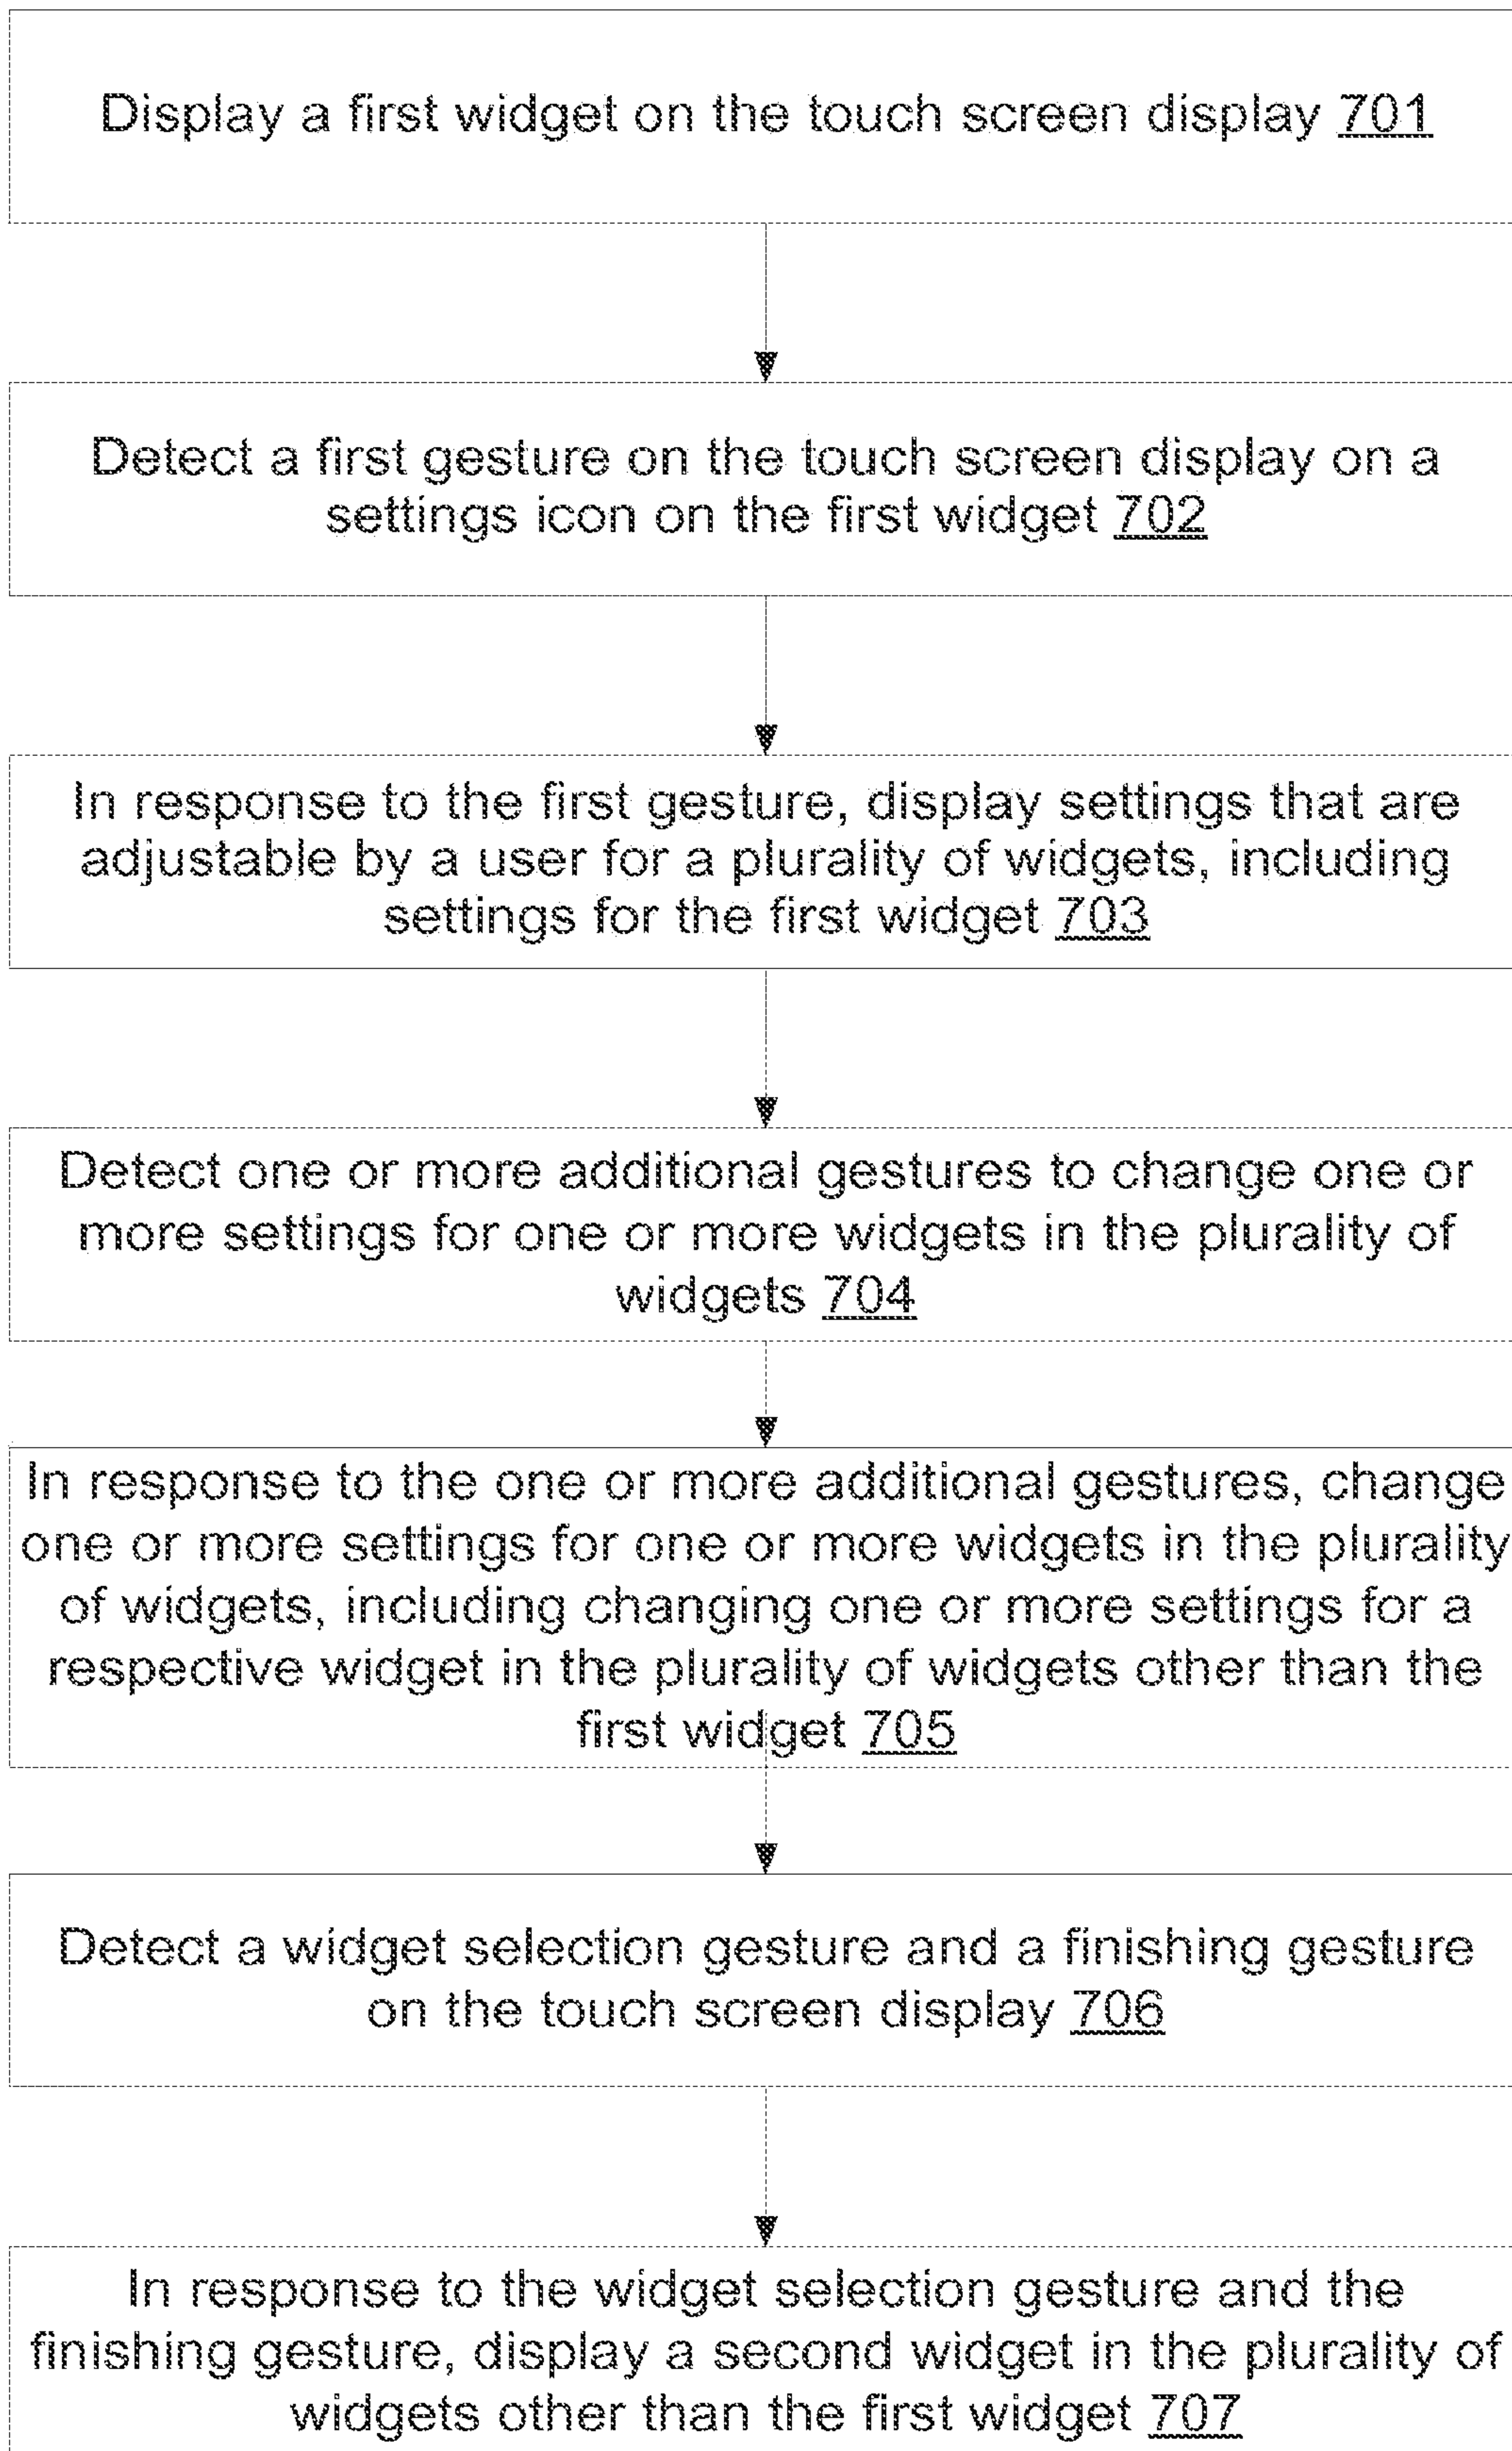 Display a first widget on the touch screen display 701
Detect a first gesture on the touch screen display on a
settings icon on the first widget 702
In response to the first gesture, display settings that are
adjustable by a user for a plurality of widgets, including
settings for the first widget 703
Detect one or more additional gestures to change one or
more settings for one or more widgets in the plurality of
widgets 704
In response to the one or more additional gestures, change
one or more settings for one or more widgets in the plurality
of widgets, including changing one or more settings for a
respective widget in the plurality of widgets other than the
first widget 705
Detect a widget selection gesture and a finishing gesture
on the touch screen display 706
In response to the widget selection gesture and the
finishing gesture, display a second widget in the plurality of
widgets other than the first widget 707